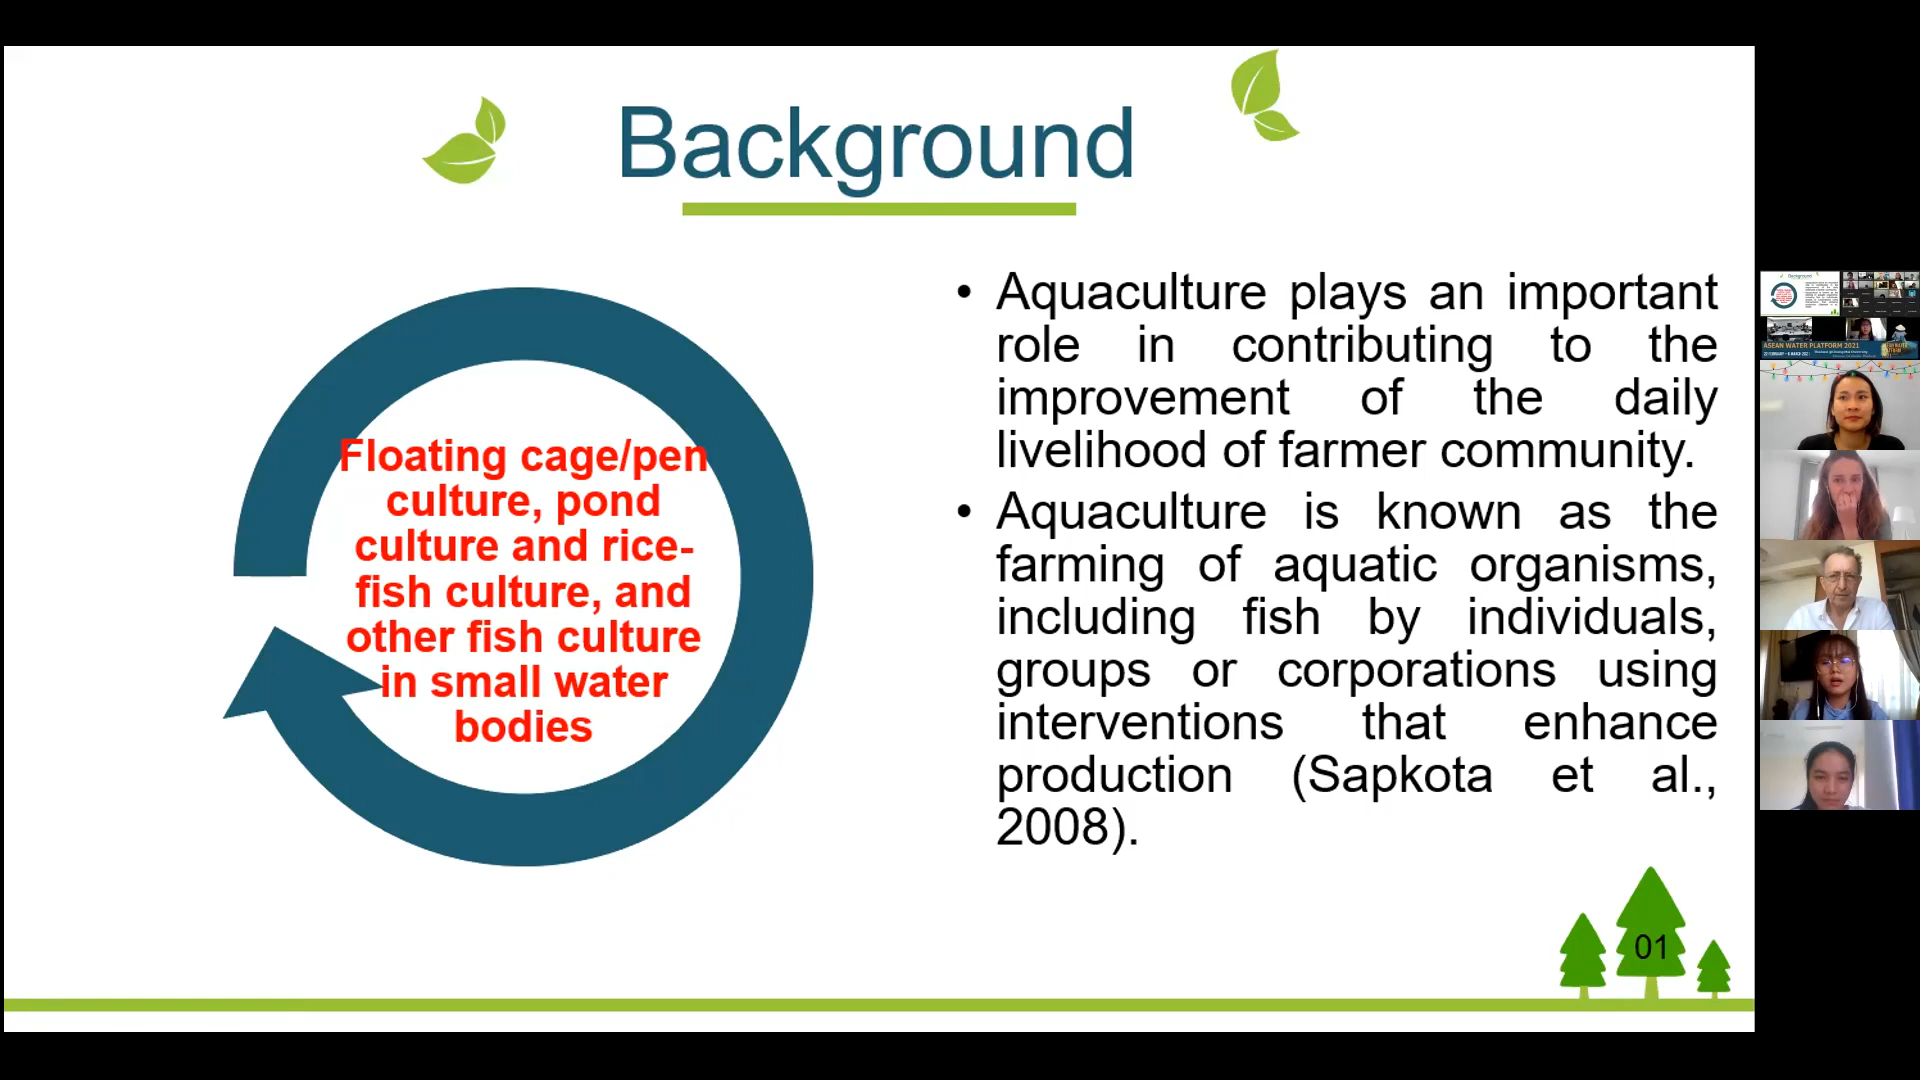 Background
Floating cage/pen
culture, pond
culture and rice-
fish culture, and
other fish culture
in small water
bodies
• Aquaculture plays an important
role in contributing to the
improvement of the daily
livelihood of farmer community.
• Aquaculture is known as the
farming of aquatic organisms,
including fish by individuals,
groups or corporations using
interventions that enhance
production (Sapkota et al.,
2008).
01
Background
ASEAN WATER PLATFORM 2021